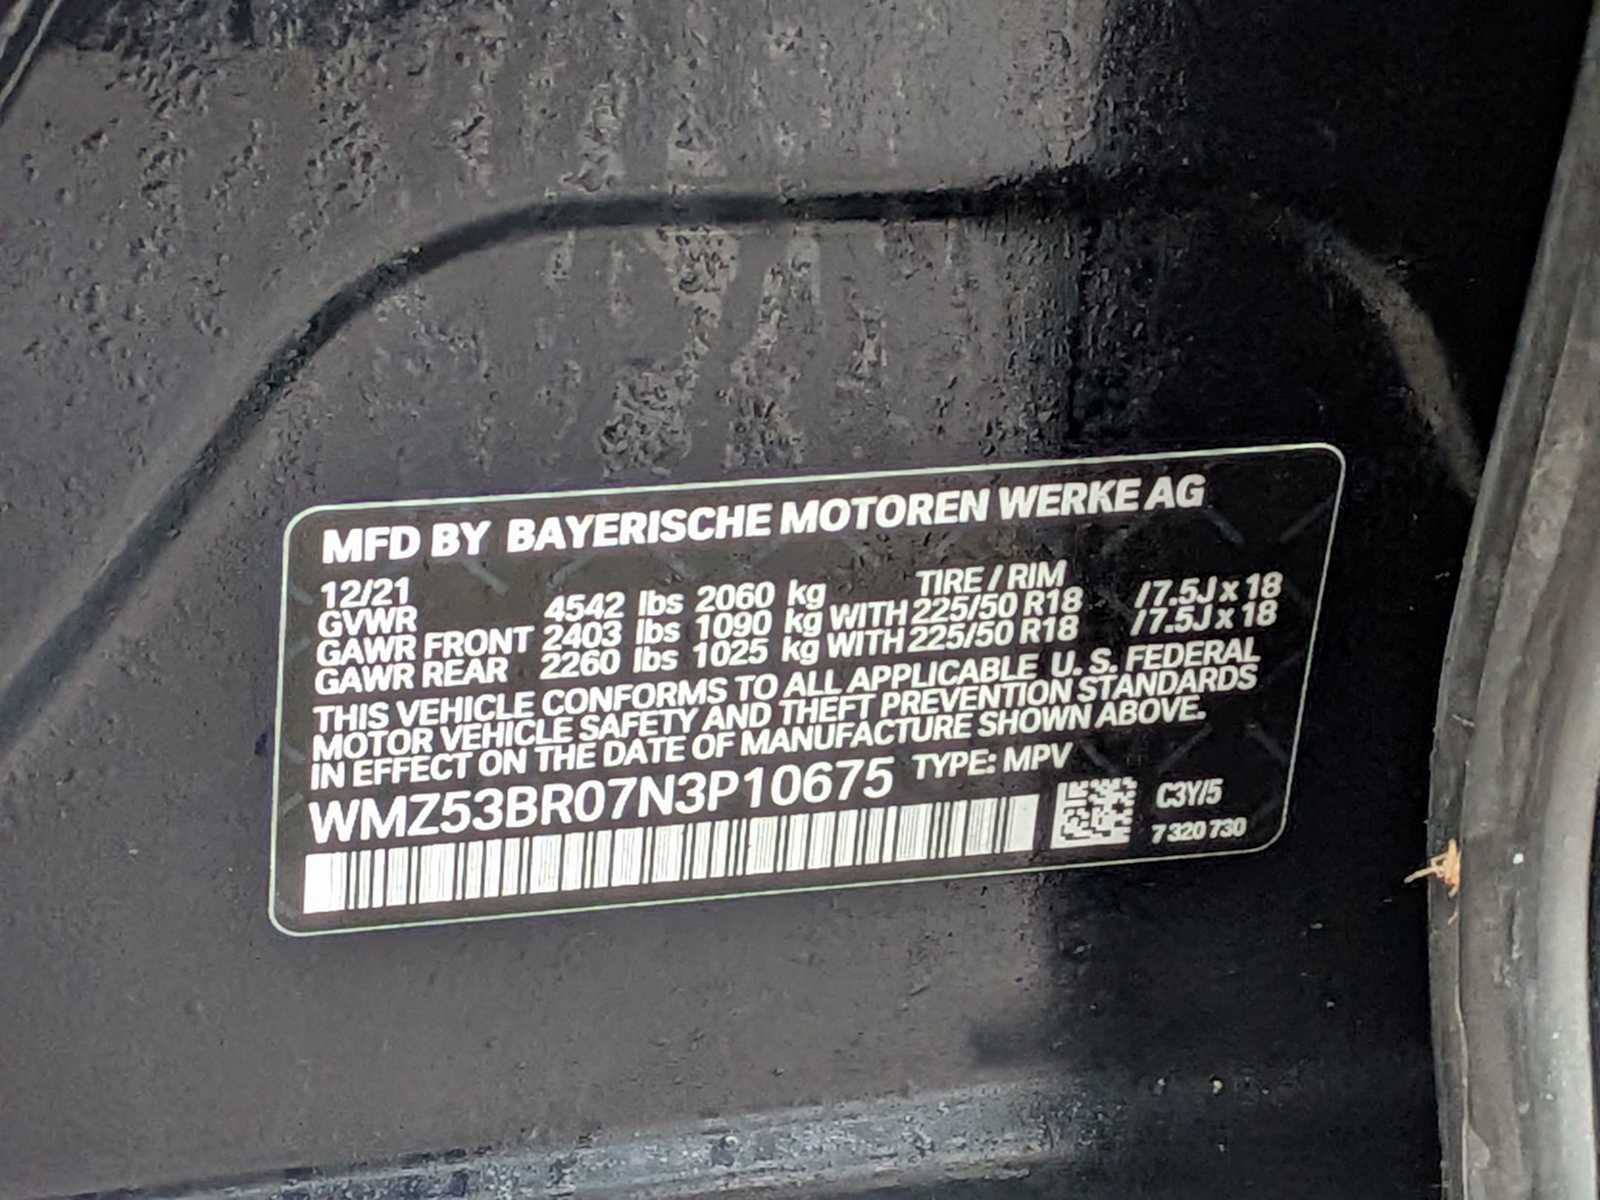 MFD BY BAYERISCHE MOTOREN WERKE AG
12/21 TIRE / RIM
GVWR 4542 lbs 2060 kg
GAWR FRONT 2403 lbs 1090 kg WITH 225/50 R18 / 7.5J x 18
GAWR REAR 2260 lbs 1025 kg WITH 225/50 R18 / 7.5J x 18
THIS VEHICLE CONFORMS TO ALL APPLICABLE U. S. FEDERAL
MOTOR VEHICLE SAFETY AND THEFT PREVENTION STANDARDS
IN EFFECT ON THE DATE OF MANUFACTURE SHOWN ABOVE.
WMZ53BR07N3P10675 TYPE: MPV
C3Y/5
7 320 730